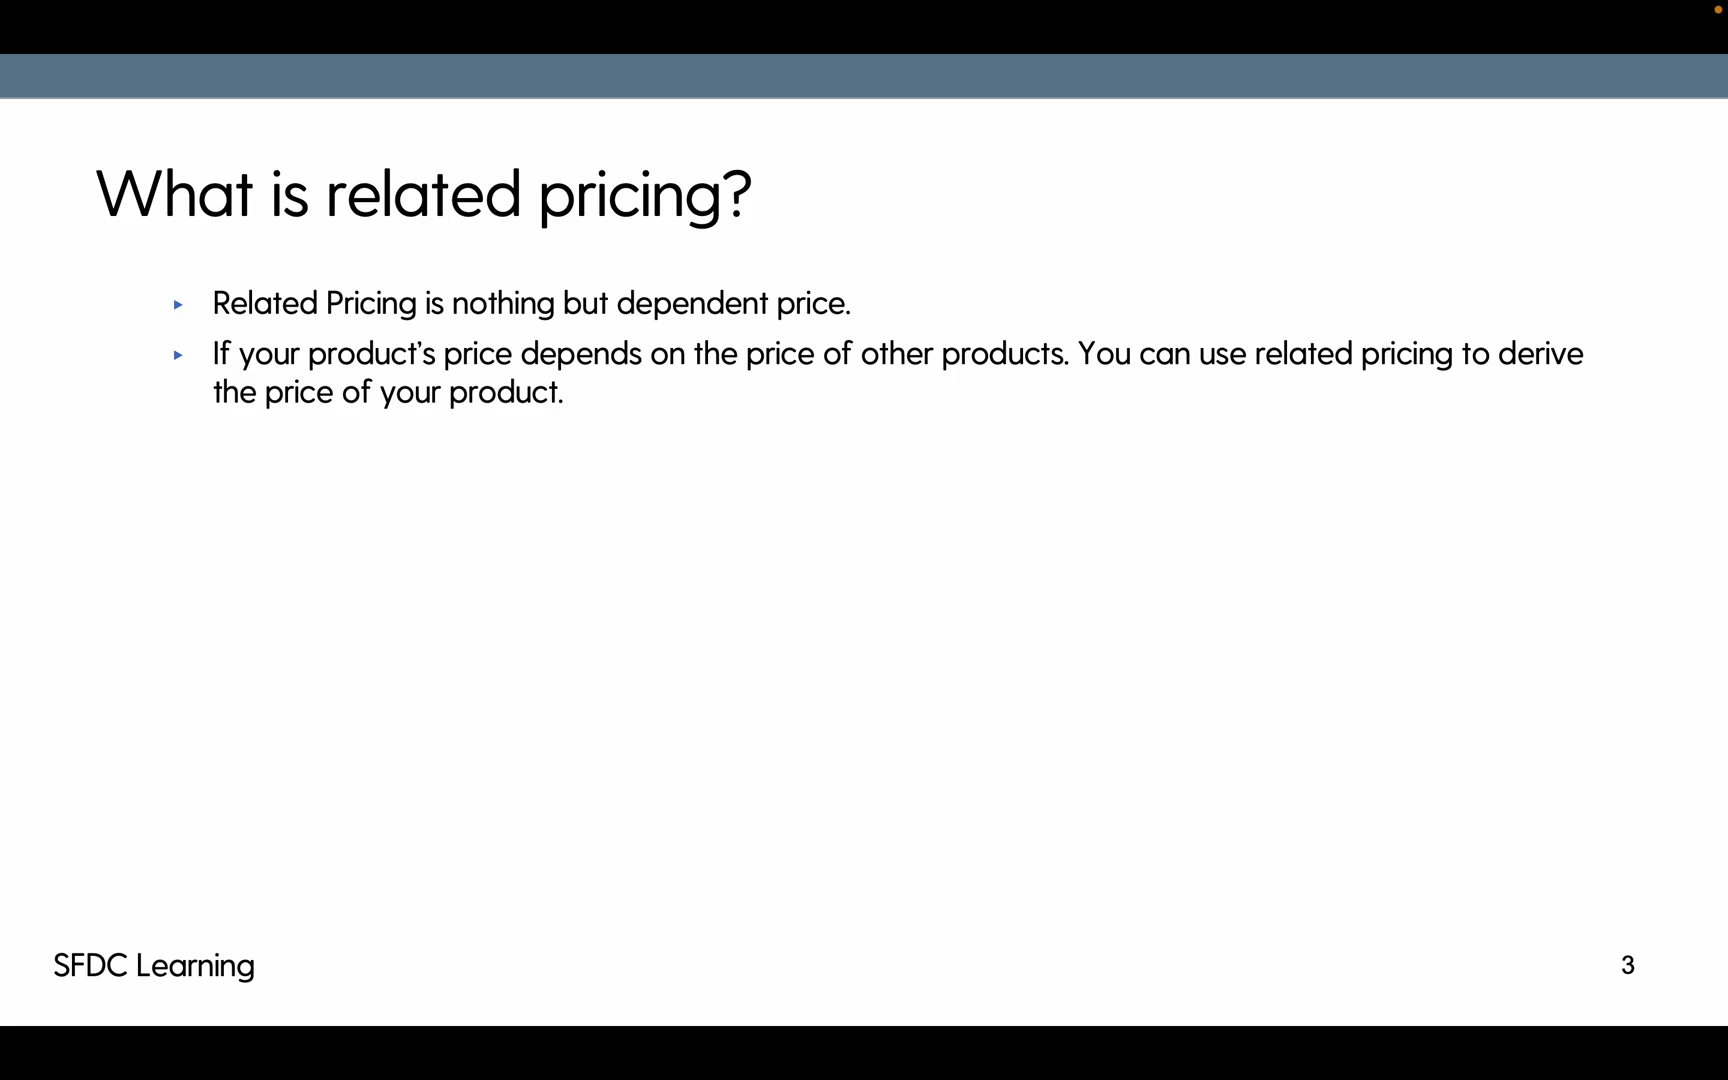 What is related pricing?
Related Pricing is nothing but dependent price.
If your product’s price depends on the price of other products. You can use related pricing to derive
the price of your product.
SFDC Learning
3